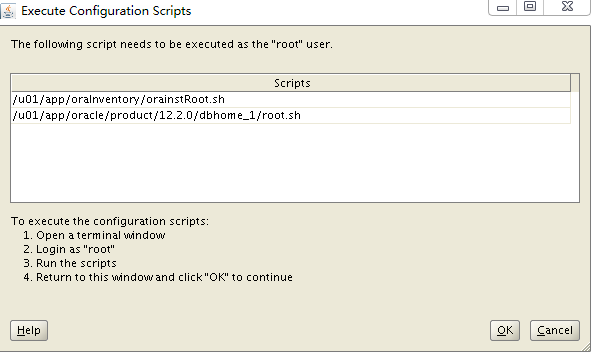 Execute Configuration Scripts
The following script needs to be executed as the "root" user.
Scripts
/u01/app/oraInventory/orainstRoot.sh
/u01/app/oracle/product/12.2.0/dbhome_1/root.sh
To execute the configuration scripts:
1. Open a terminal window
2. Login as "root"
3. Run the scripts
4. Return to this window and click "OK" to continue
Help
OK
Cancel